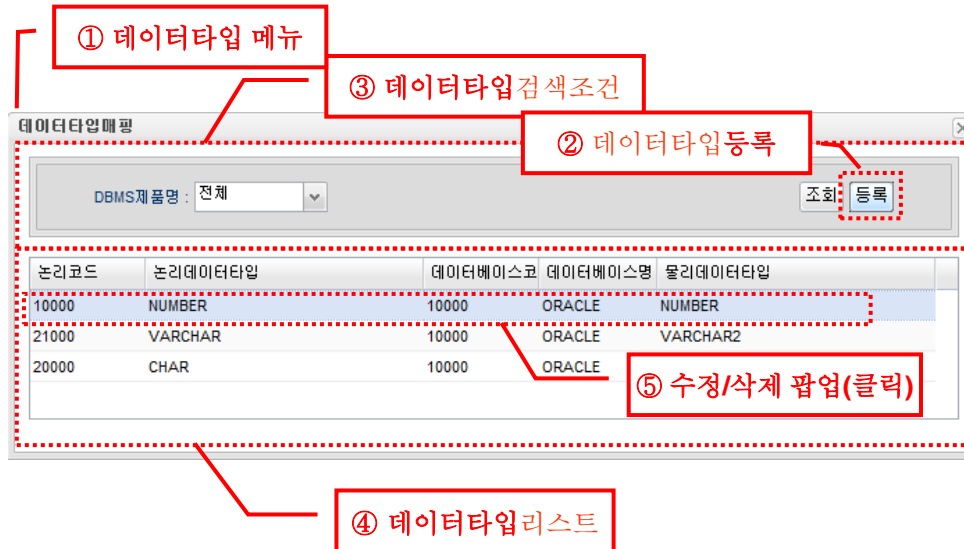 ① 데이터타입 메뉴
③ 데이터타입검색조건
데이터타입매핑
② 데이터타입등록
DBMS제품명 : 전체
조회 등록
논리코드 논리데이터타입 데이터베이스코 데이터베이스명 물리데이터타입
10000 NUMBER 10000 ORACLE NUMBER
21000 VARCHAR 10000 ORACLE VARCHAR2
20000 CHAR 10000 ORACLE
⑤ 수정/삭제 팝업(클릭)
④ 데이터타입리스트